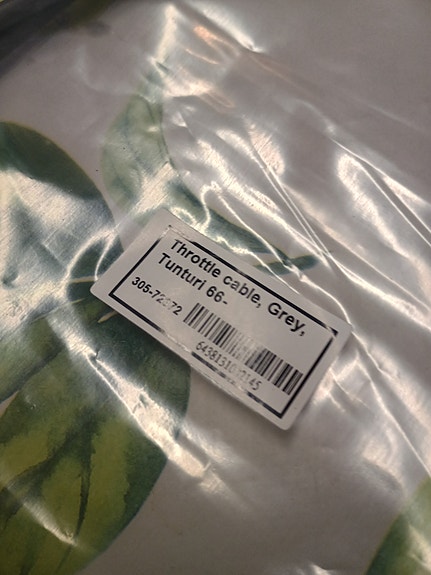 Throttle cable, Grey,
Tunturi 66-